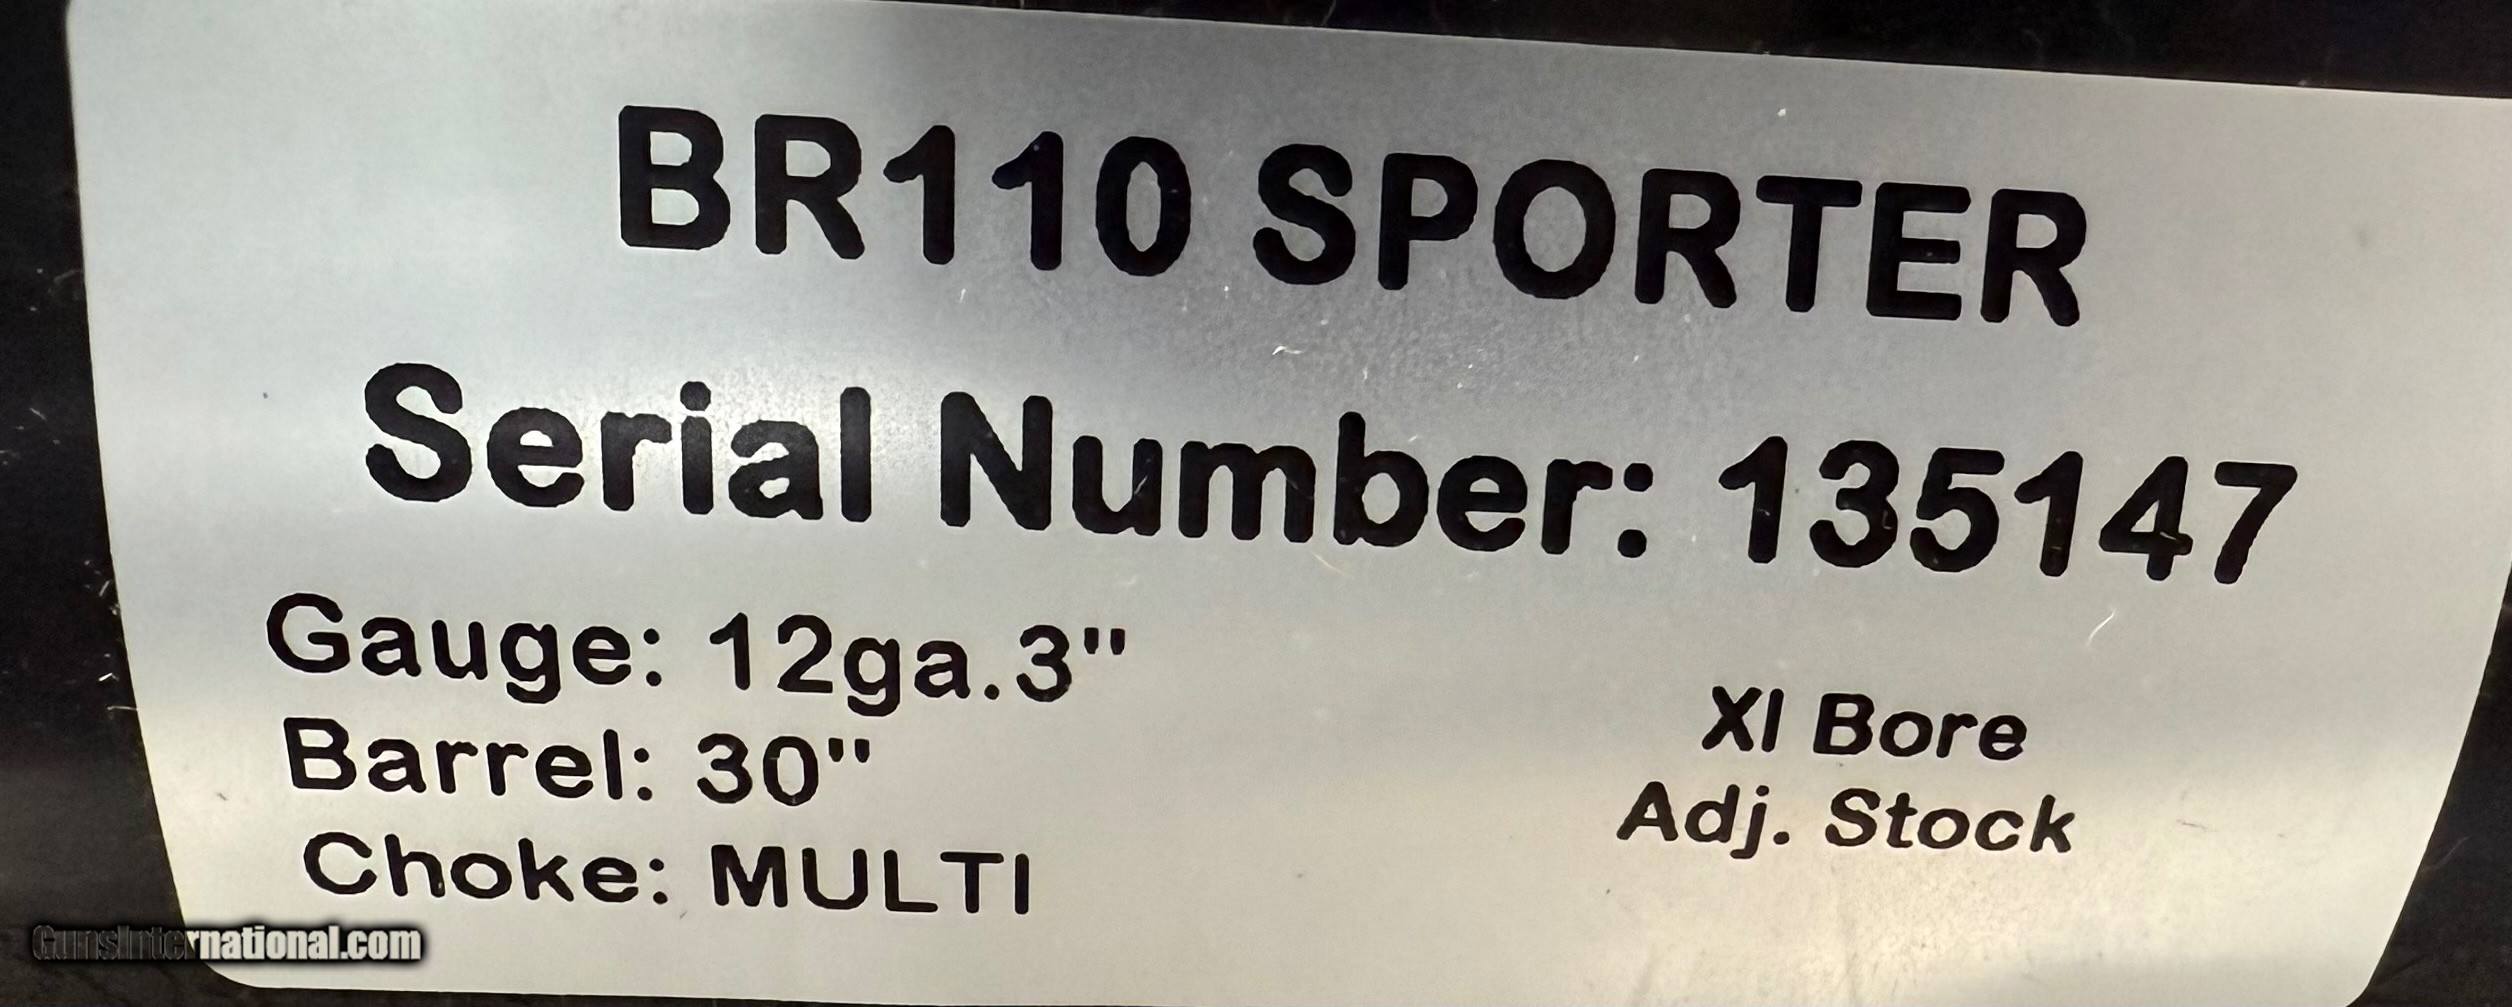 BR110 SPORTER
Serial Number: 135147
Gauge: 12ga.3"
Barrel: 30"
Choke: MULTI
Xl Bore
Adj. Stock
GunsInternational.com